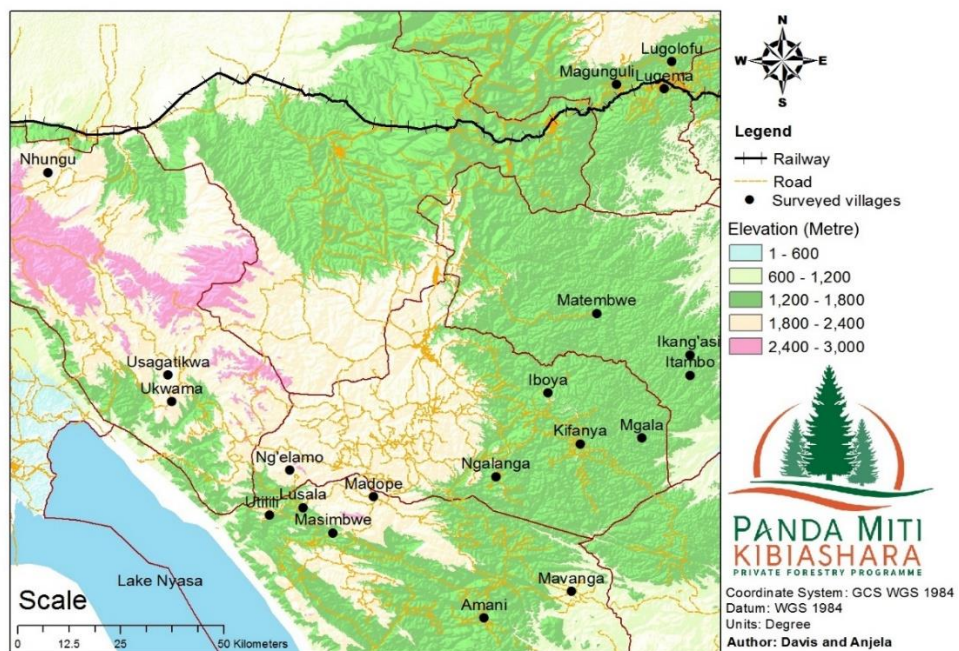 Lugolofu
Magunguli
Lugema
Nhungu
Matembwe
Ikang'asi
Usagatikwa
Itambo
Ukwama
Iboya
Mgala
Kifanya
Ng'elamo
Ngalanga
Madope
Lusala
Utilili
Masimbwe
Lake Nyasa
Mavanga
Scale
Amani
0 12.5 25 50 Kilometers
N
W E
S
Legend
Railway
Road
Surveyed villages
Elevation (Metre)
1 - 600
600 - 1,200
1,200 - 1,800
1,800 - 2,400
2,400 - 3,000
PANDA MITI
KIBIASHARA
PRIVATE FORESTRY PROGRAMME
Coordinate System: GCS WGS 1984
Datum: WGS 1984
Units: Degree
Author: Davis and Anjela